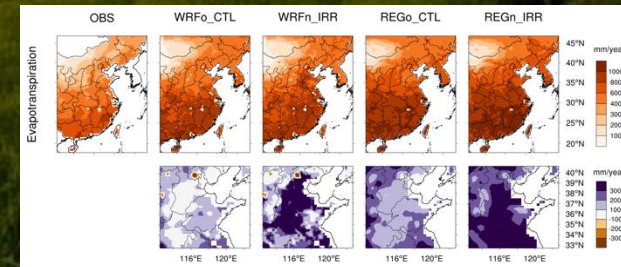 OBS WRFo_CTL WRFn_IRR REGo_CTL REGn_IRR
Evapotranspiration
45°N
40°N
35°N
30°N
25°N
20°N
mm/year
1000
800
600
400
300
200
100
40°N
39°N
38°N
37°N
36°N
35°N
34°N
33°N
mm/year
300
200
100
-100
-200
-300
116°E 120°E 116°E 120°E 116°E 120°E 116°E 120°E